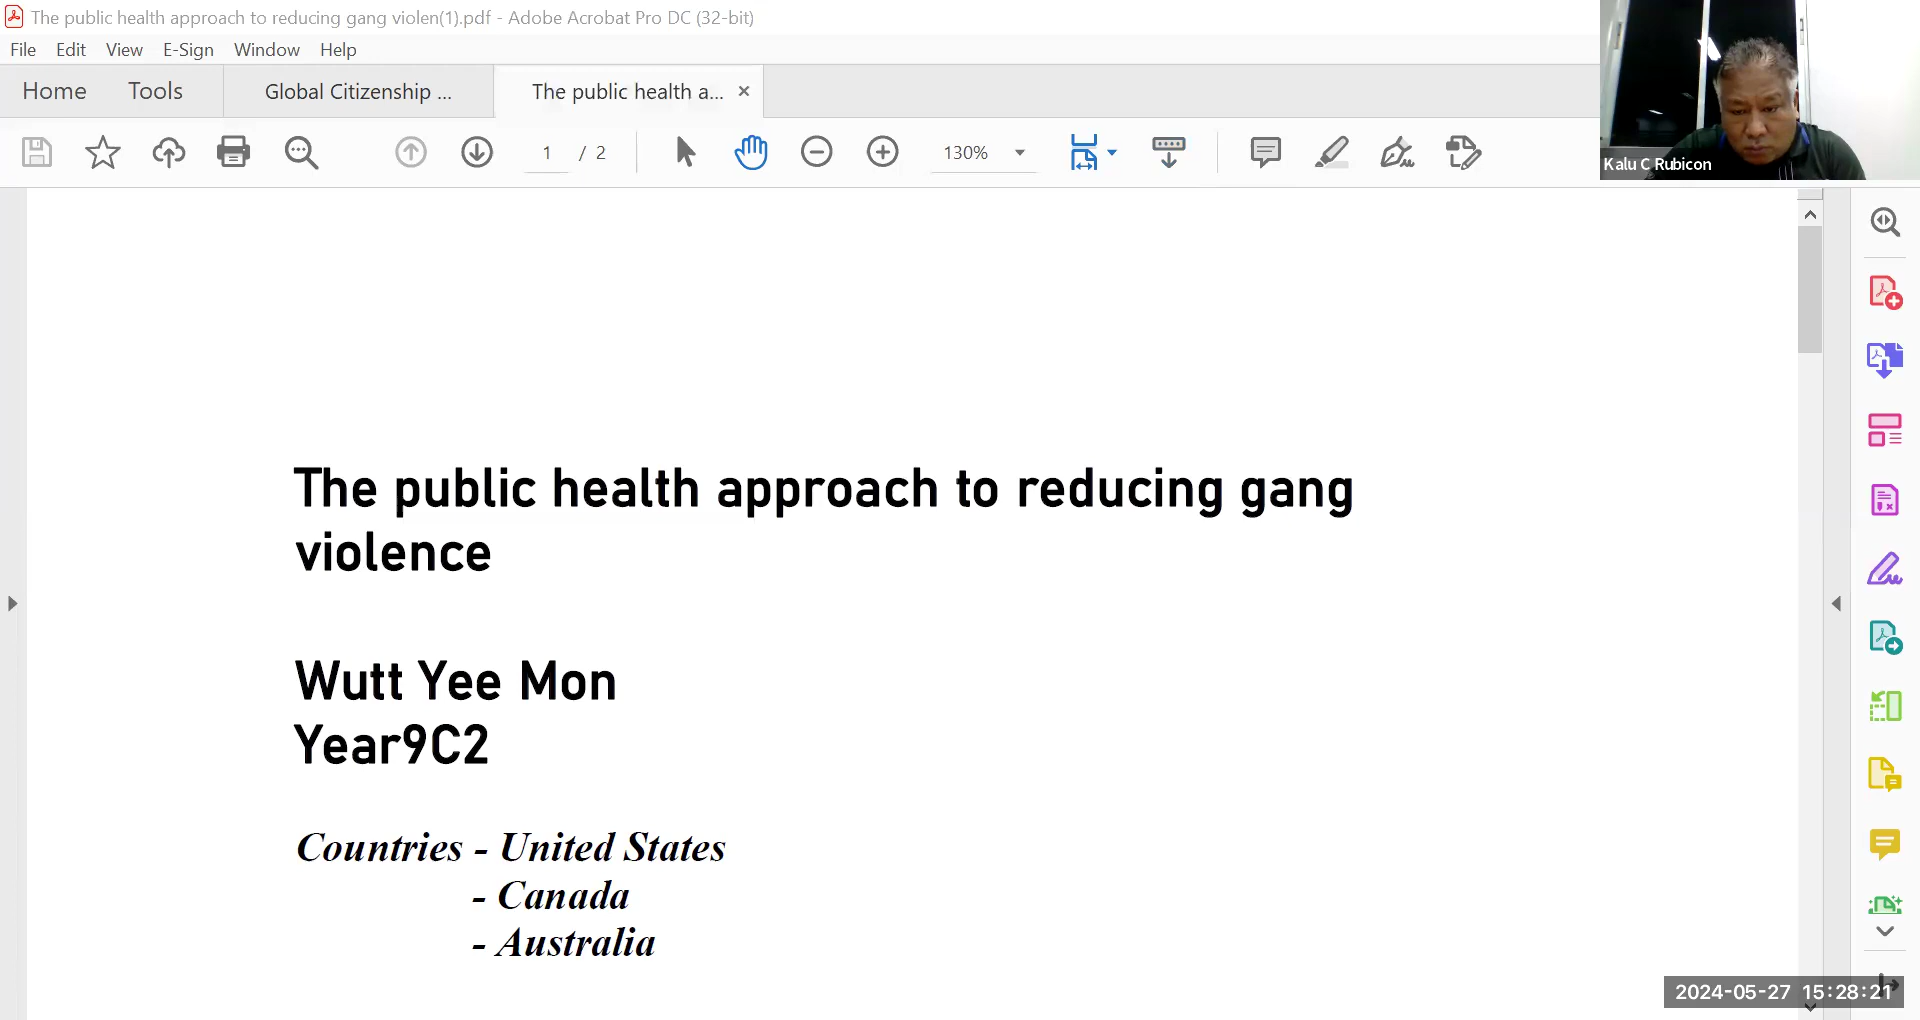 The public health approach to reducing gang violen(1).pdf - Adobe Acrobat Pro DC (32-bit)
File Edit View E-Sign Window Help
Home Tools Global Citizenship ... The public health a... ×
1 / 2 130%
Kalu C Rubicon
The public health approach to reducing gang
violence
Wutt Yee Mon
Year9C2
Countries - United States
- Canada
- Australia
2024-05-27 15:28:21